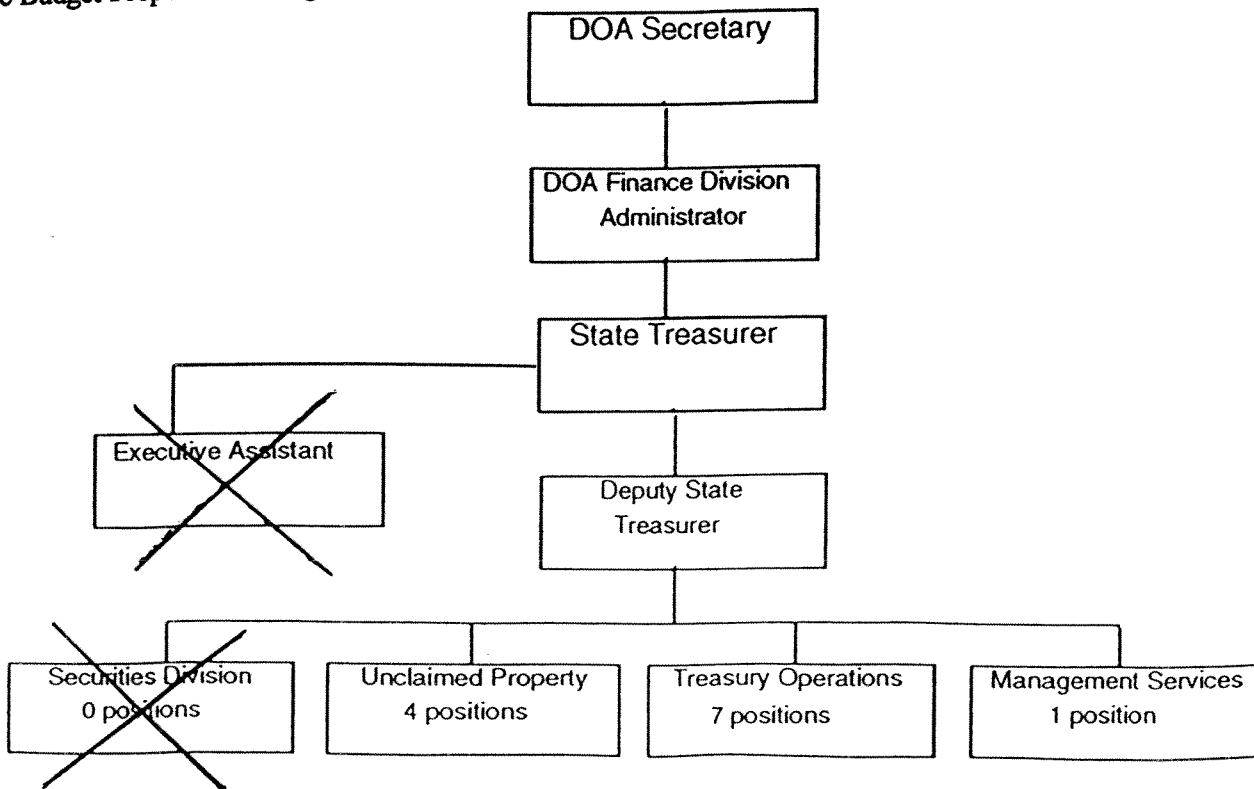 Budget
DOA Secretary
DOA Finance Division
Administrator
State Treasurer
Executive Assistant
Deputy State
Treasurer
Securities Division
0 positions
Unclaimed Property
4 positions
Treasury Operations
7 positions
Management Services
1 position